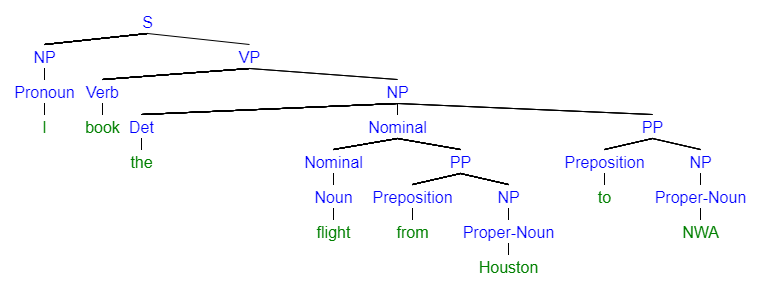 S
NP VP
Pronoun Verb NP
I book Det Nominal PP
the Nominal PP Preposition NP
Noun Preposition NP to Proper-Noun
flight from Proper-Noun NWA
Houston